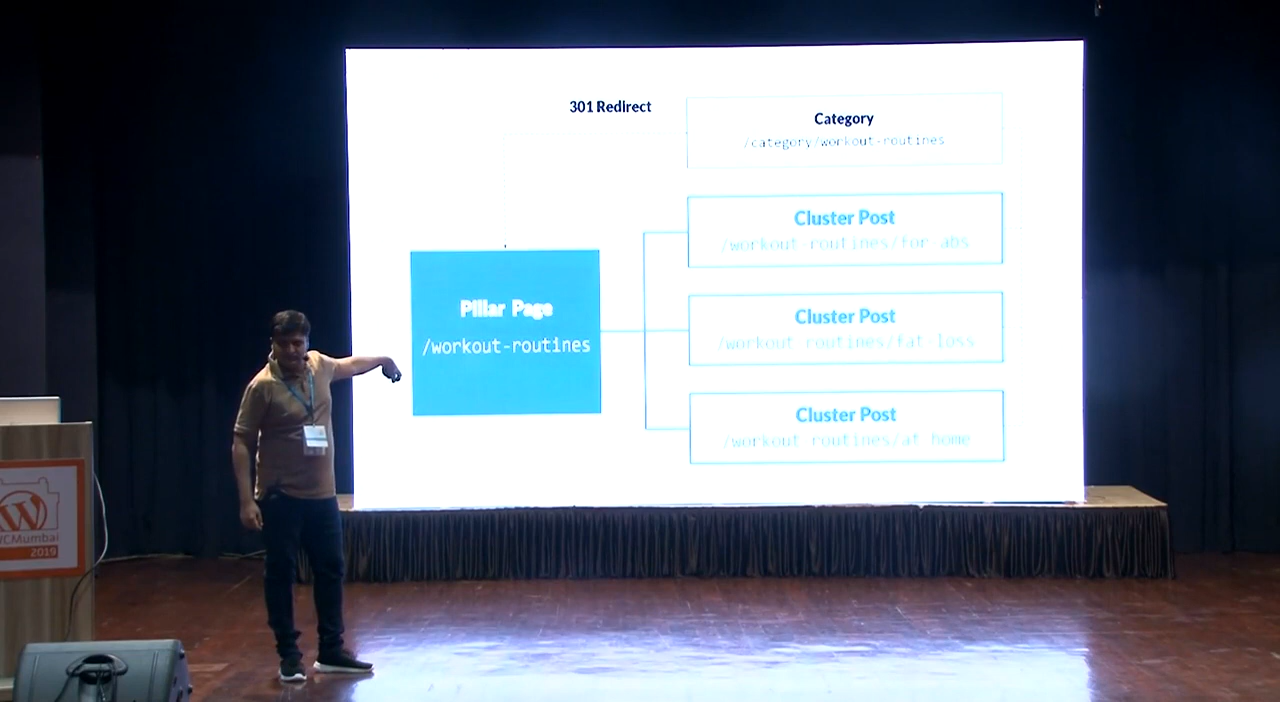 301 Redirect
Category
/category/workout-routines
Cluster Post
/workout-routines/for-abs
Pillar Page
/workout-routines
Cluster Post
/workout-routines/fat-loss
Cluster Post
/workout-routines/at-home
WCMumbai
2019